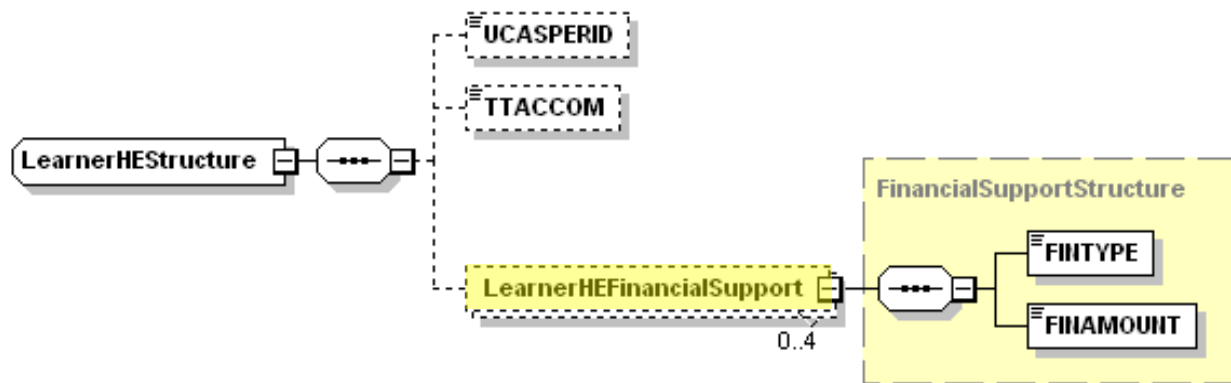 UCASPERID
TTACCOM
LearnerHEStructure
FinancialSupportStructure
FINTYPE
LearnerHEFinancialSupport
0..4
FINAMOUNT